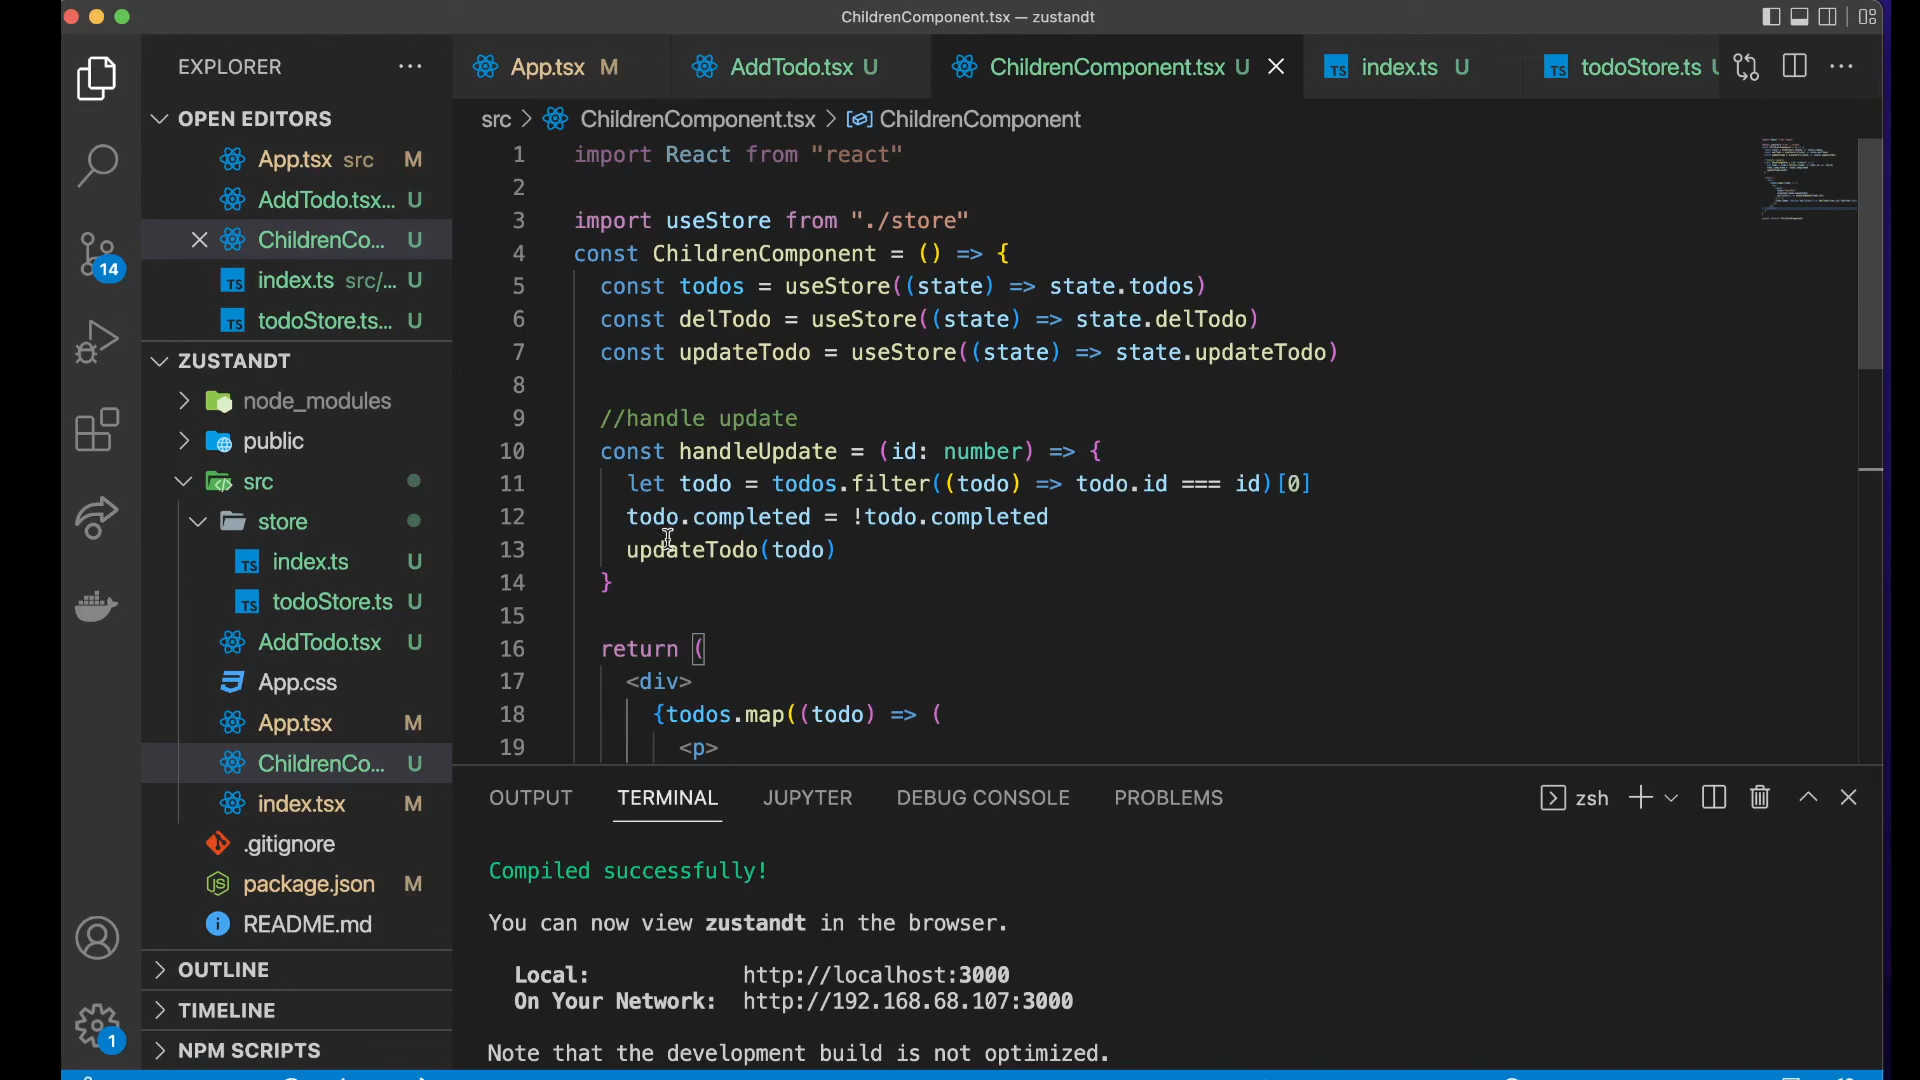 ChildrenComponent.tsx — zustandt
EXPLORER
App.tsx M
AddTodo.tsx U
ChildrenComponent.tsx U
index.ts U
todoStore.ts
OPEN EDITORS
App.tsx src M
AddTodo.tsx... U
ChildrenCo... U
index.ts src/... U
todoStore.ts... U
ZUSTANDT
node_modules
public
src
store
index.ts U
todoStore.ts U
AddTodo.tsx U
App.css
App.tsx M
ChildrenCo... U
index.tsx M
.gitignore
package.json M
README.md
OUTLINE
TIMELINE
NPM SCRIPTS
14
1
src > ChildrenComponent.tsx > ChildrenComponent
1 import React from "react"
2
3 import useStore from "./store"
4 const ChildrenComponent = () => {
5 const todos = useStore((state) => state.todos)
6 const delTodo = useStore((state) => state.delTodo)
7 const updateTodo = useStore((state) => state.updateTodo)
8
9 //handle update
10 const handleUpdate = (id: number) => {
11 let todo = todos.filter((todo) => todo.id === id)[0]
12 todo.completed = !todo.completed
13 updateTodo(todo)
14 }
15
16 return (
17 <div>
18 {todos.map((todo) => (
19 <p>
OUTPUT TERMINAL JUPYTER DEBUG CONSOLE PROBLEMS
zsh
Compiled successfully!
You can now view zustandt in the browser.
Local: http://localhost:3000
On Your Network: http://192.168.68.107:3000
Note that the development build is not optimized.